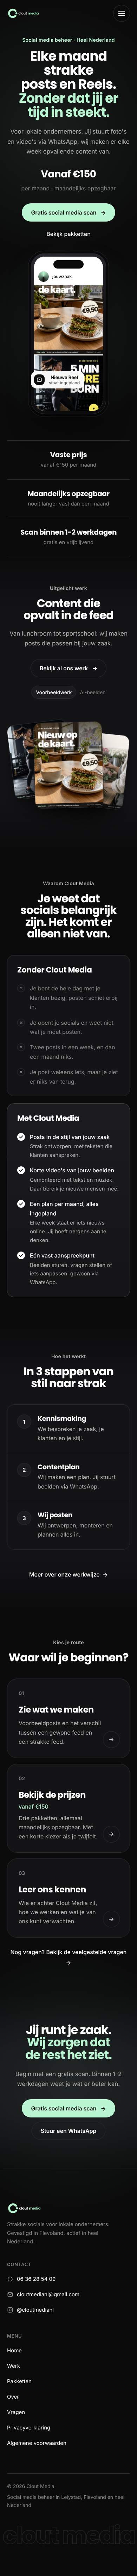 clout media
Social media beheer · Heel Nederland
Elke maand
strakke
posts en Reels.
Zonder dat jij er
tijd in steekt.
Voor lokale ondernemers. Jij stuurt foto's
en video's via WhatsApp, wij maken er elke
week opvallende content van.
Vanaf €150
per maand · maandelijks opzegbaar
Gratis social media scan →
Bekijk pakketten
jouwzaak
de kaart.
€9,50
Nieuwe Reel
staat ingepland
5 MIN
Vaste prijs
vanaf €150 per maand
Maandelijks opzegbaar
nooit langer vast dan een maand
Scan binnen 1-2 werkdagen
gratis en vrijblijvend
Uitgelicht werk
Content die
opvalt in de feed
Van lunchroom tot sportschool: wij maken
posts die passen bij jouw zaak.
Bekijk al ons werk →
Voorbeeldwerk
AI-beelden
Nieuw op
de kaart.
€9,50
Waarom Clout Media
Je weet dat
socials belangrijk
zijn. Het komt er
alleen niet van.
Zonder Clout Media
Je bent de hele dag met je
klanten bezig, posten schiet erbij
in.
Je opent je socials en weet niet
wat je moet posten.
Twee posts in een week, en dan
een maand niks.
Je post weleens iets, maar je ziet
er niks van terug.
Met Clout Media
Posts in de stijl van jouw zaak
Strak ontworpen, met teksten die
klanten aanspreken.
Korte video's van jouw beelden
Gemonteerd met tekst en muziek.
Daar bereik je nieuwe mensen mee.
Een plan per maand, alles
ingepland
Elke week staat er iets nieuws
online. Jij hoeft nergens aan te
denken.
Eén vast aanspreekpunt
Beelden sturen, vragen stellen of
iets aanpassen: gewoon via
WhatsApp.
Hoe het werkt
In 3 stappen van
stil naar strak
1
Kennismaking
We bespreken je zaak, je
klanten en je stijl.
2
Contentplan
Wij maken een plan. Jij stuurt
beelden via WhatsApp.
3
Wij posten
Wij ontwerpen, monteren en
plannen alles in.
Meer over onze werkwijze →
Kies je route
Waar wil je beginnen?
01
Zie wat we maken
Voorbeeldposts en het verschil
tussen een gewone feed en
een strakke feed.
→
02
Bekijk de prijzen
vanaf €150
Drie pakketten, allemaal
maandelijks opzegbaar. Met
een korte kiezer als je twijfelt.
→
03
Leer ons kennen
Wie er achter Clout Media zit,
hoe we werken en wat je van
ons kunt verwachten.
→
Nog vragen? Bekijk de veelgestelde vragen
→
Jij runt je zaak.
Wij zorgen dat
de rest het ziet.
Begin met een gratis scan. Binnen 1-2
werkdagen weet je wat er beter kan.
Gratis social media scan →
Stuur een WhatsApp
clout media
Strakke socials voor lokale ondernemers.
Gevestigd in Flevoland, actief in heel
Nederland.
CONTACT
06 36 28 54 09
cloutmedianl@gmail.com
@cloutmedianl
MENU
Home
Werk
Pakketten
Over
Vragen
Privacyverklaring
Algemene voorwaarden
© 2026 Clout Media
Social media beheer in Lelystad, Flevoland en heel
Nederland
clout media